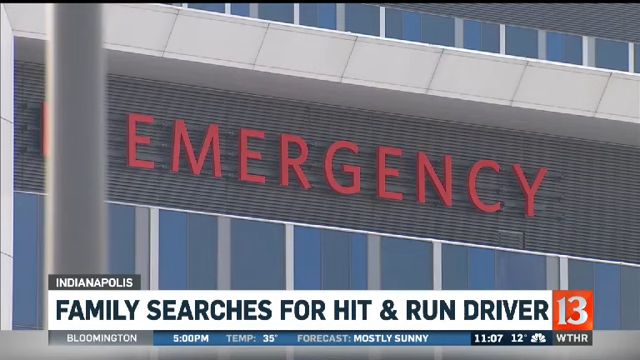 EMERGENCY
INDIANAPOLIS
FAMILY SEARCHES FOR HIT & RUN DRIVER 13
BLOOMINGTON 5:00PM TEMP: 35° FORECAST: MOSTLY SUNNY 11:07 12° WTHR